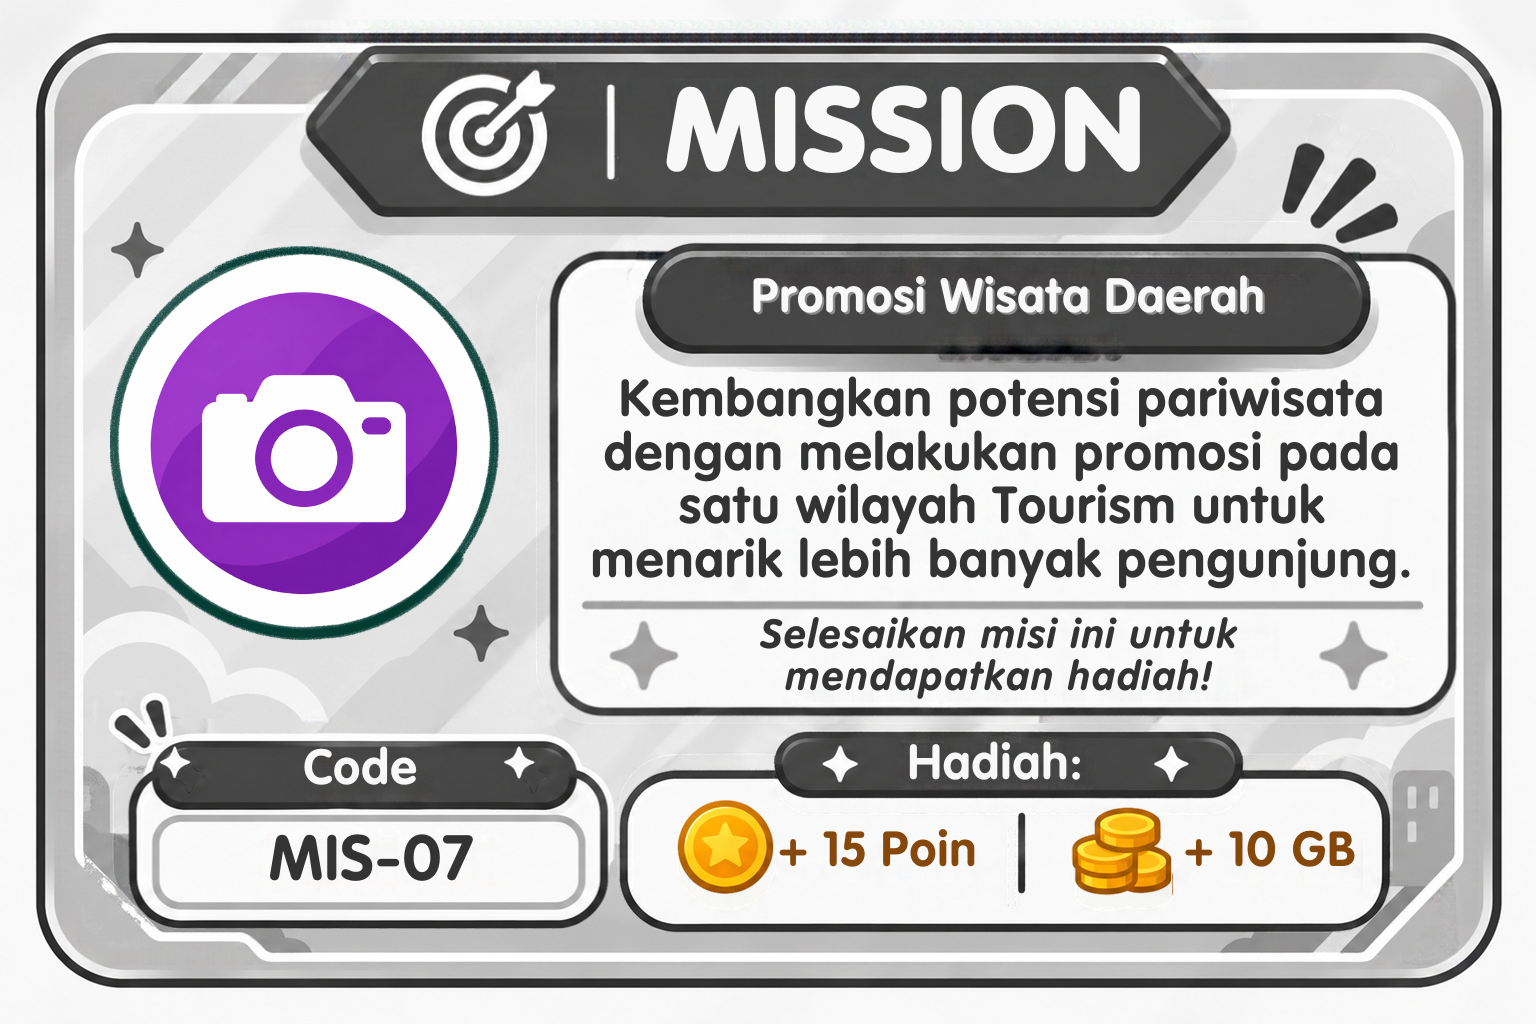 MISSION
Promosi Wisata Daerah
Kembangkan potensi pariwisata
dengan melakukan promosi pada
satu wilayah Tourism untuk
menarik lebih banyak pengunjung.
Selesaikan misi ini untuk
mendapatkan hadiah!
Code
MIS-07
Hadiah:
+ 15 Poin
+ 10 GB